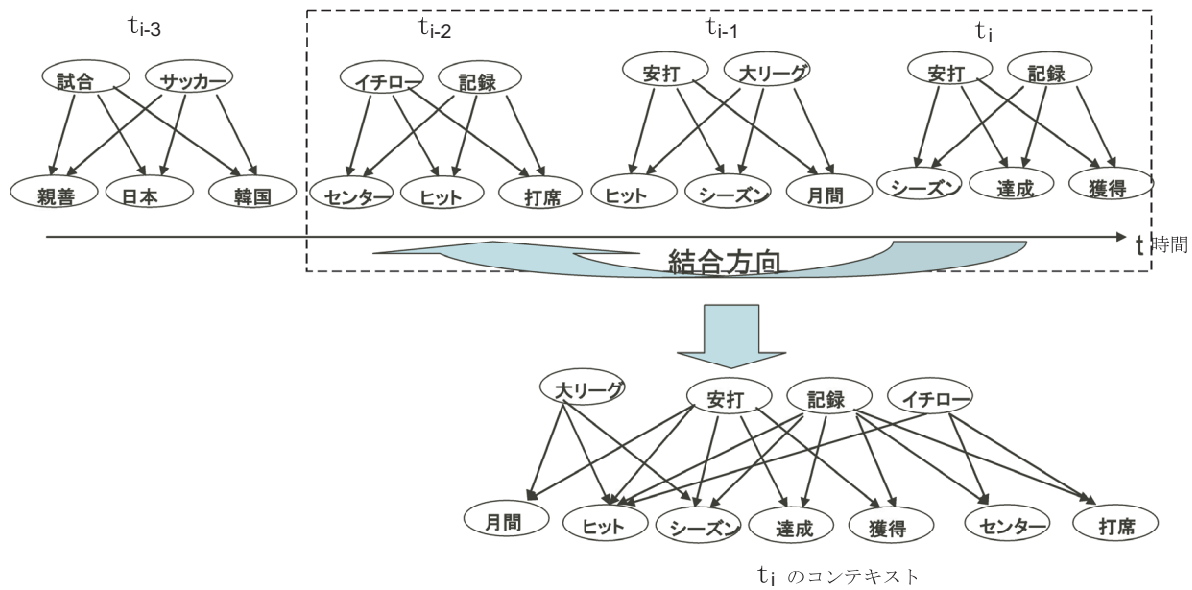 ti-3 ti-2 ti-1 ti
試合 サッカー イチロー 記録 安打 大リーグ 安打 記録
親善 日本 韓国 センター ヒット 打席 ヒット シーズン 月間 シーズン 達成 獲得
t 時間
結合方向
大リーグ 安打 記録 イチロー
月間 ヒット シーズン 達成 獲得 センター 打席
ti のコンテキスト